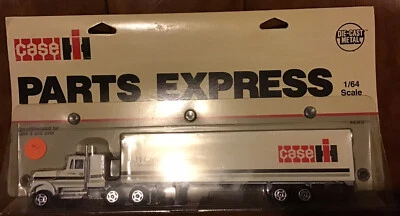 CASE IH
DIE-CAST
METAL
PARTS EXPRESS
1/64
Scale
CASE IH